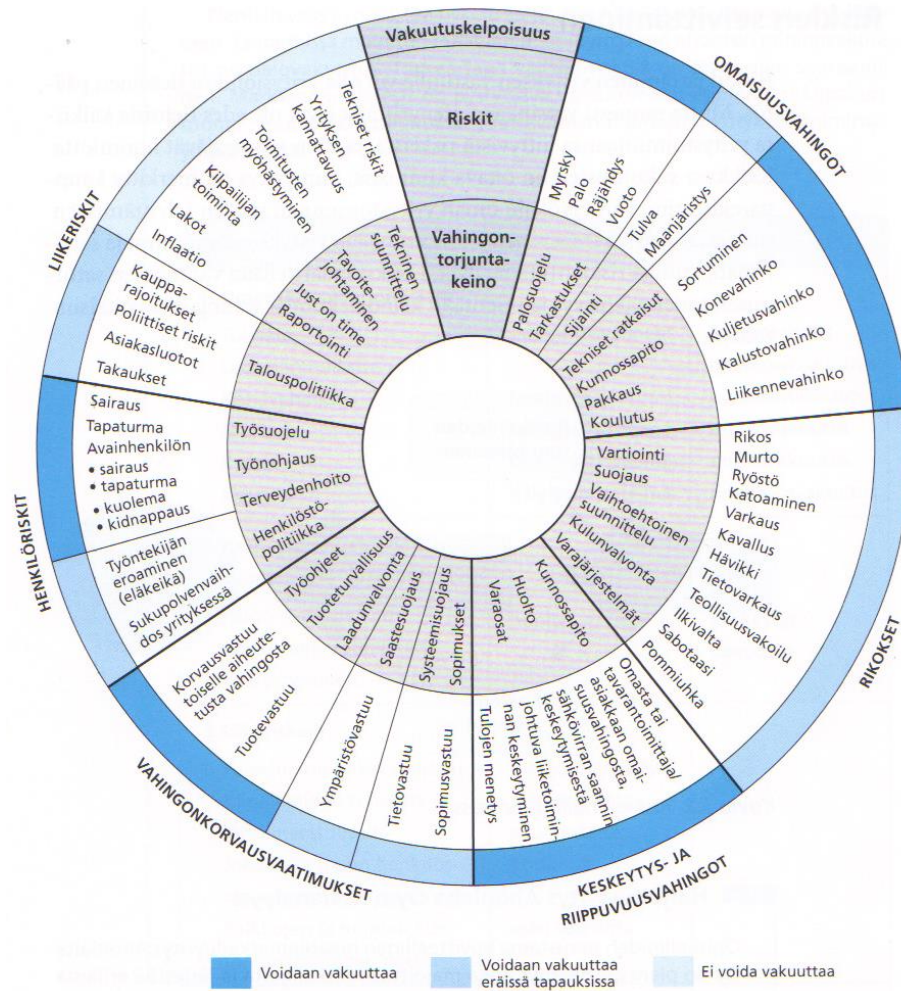 Vakuutuskelpoisuus
Riskit
Vahingon-
torjunta-
keino
OMAISUUSVAHINGOT
Myrsky
Palo
Räjähdys
Vuoto
Tulva
Maanjäristys
Sortuminen
Konevahinko
Kuljetusvahinko
Kalustovahinko
Liikennevahinko
Palosuojelu
Tarkastukset
Sijainti
Tekniset ratkaisut
Kunnossapito
Pakkaus
Koulutus
RIKOKSET
Rikos
Murto
Ryöstö
Katoaminen
Varkaus
Kavallus
Hävikki
Tietovarkaus
Teollisuusvakoilu
Ilkivalta
Sabotaasi
Pommiuhka
Vartiointi
Suojaus
Vaihtoehtoinen
suunnittelu
Kulunvalvonta
Varajärjestelmät
KESKEYTYS- JA
RIIPPUVUUSVAHINGOT
Omasta tai
tavarantoimittaja/
asiakkaan omai-
suusvahingosta,
sähkövirran saannin
keskeytymisestä
johtuva liiketoimin-
nan keskeytyminen
Tulojen menetys
Kunnossapito
Huolto
Varaosat
VAHINGONKORVAUSVAATIMUKSET
Sopimusvastuu
Tietovastuu
Ympäristövastuu
Tuotevastuu
Korvausvastuu
toiselle aiheute-
tusta vahingosta
Sopimukset
Systeemisuojaus
Saastesuojaus
Laadunvalvonta
Tuoteturvallisuus
Työohjeet
HENKILÖRISKIT
Sairaus
Tapaturma
Avainhenkilön
• sairaus
• tapaturma
• kuolema
• kidnappaus
Työntekijän
eroaminen
(eläkeikä)
Sukupolvenvaih-
dos yrityksessä
Työsuojelu
Työnohjaus
Terveydenhoito
Henkilöstö-
politiikka
LIIKERISKIT
Tekniset riskit
Yrityksen
kannattavuus
Toimitusten
myöhästyminen
Kilpailijan
toiminta
Lakot
Inflaatio
Kauppa-
rajoitukset
Poliittiset riskit
Asiakasluotot
Takaukset
Tekninen
suunnittelu
Tavoite-
johtaminen
Just on time
Raportointi
Talouspolitiikka
Voidaan vakuuttaa
Voidaan vakuuttaa
eräissä tapauksissa
Ei voida vakuuttaa